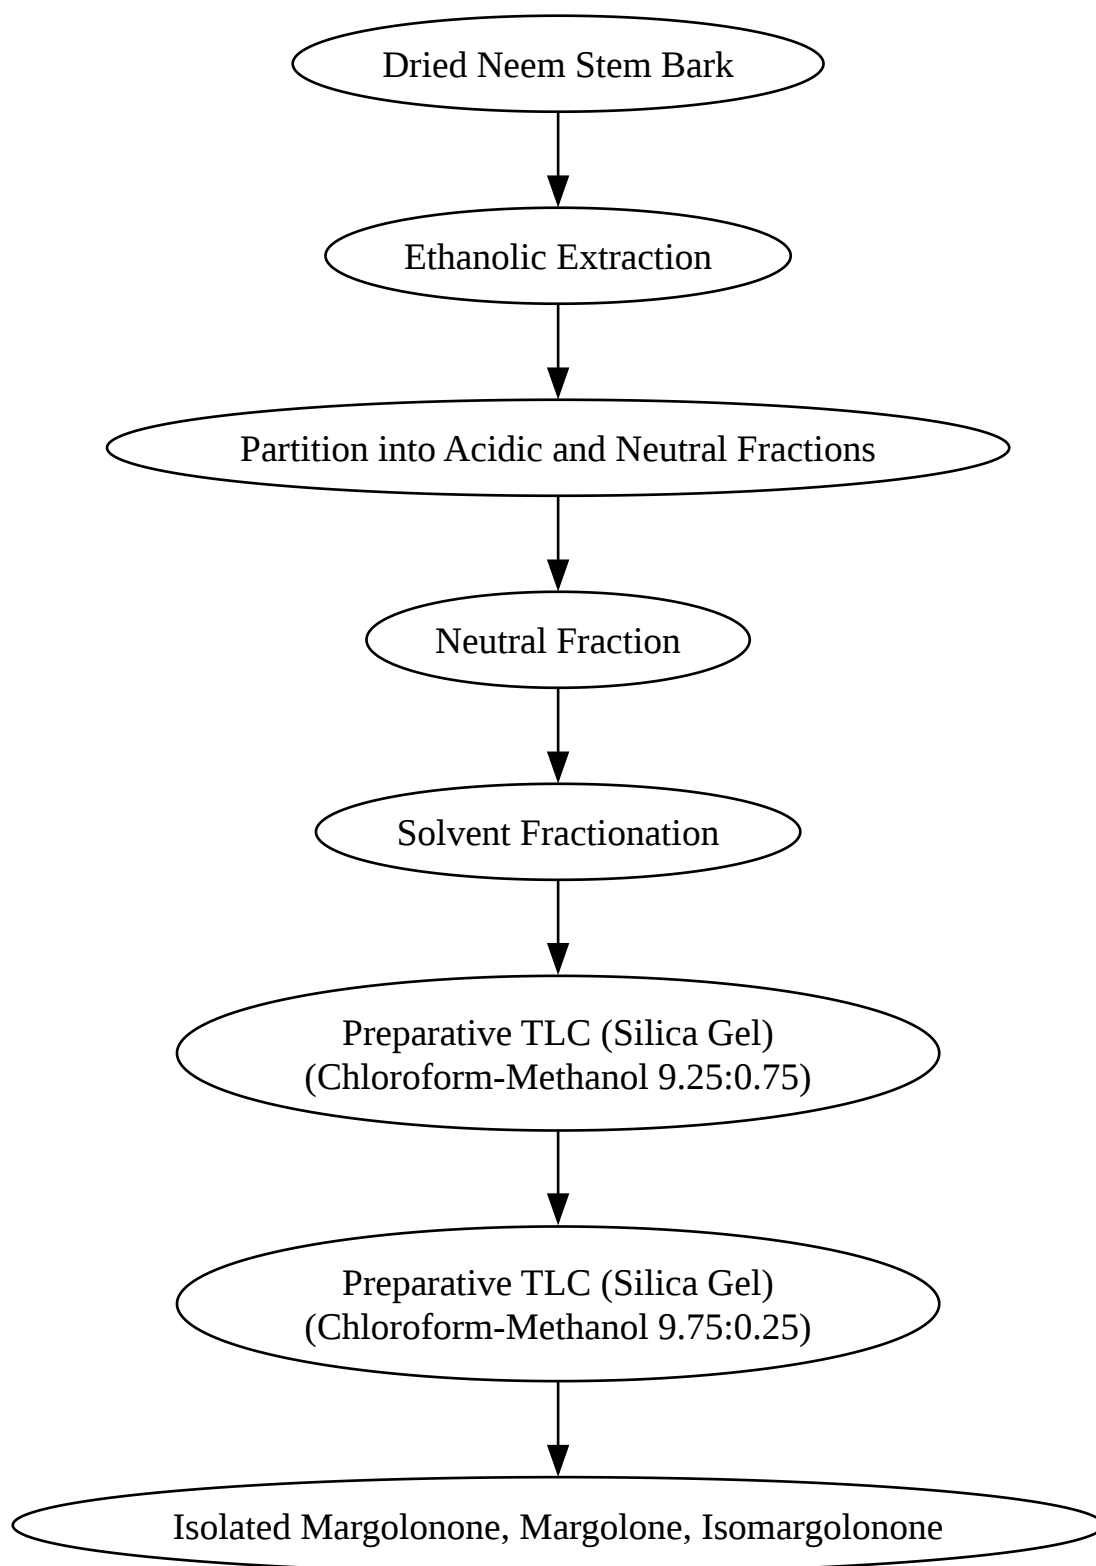 Dried Neem Stem Bark
Ethanolic Extraction
Partition into Acidic and Neutral Fractions
Neutral Fraction
Solvent Fractionation
Preparative TLC (Silica Gel)
(Chloroform-Methanol 9.25:0.75)
Preparative TLC (Silica Gel)
(Chloroform-Methanol 9.75:0.25)
Isolated Margolonone, Margolone, Isomargolonone